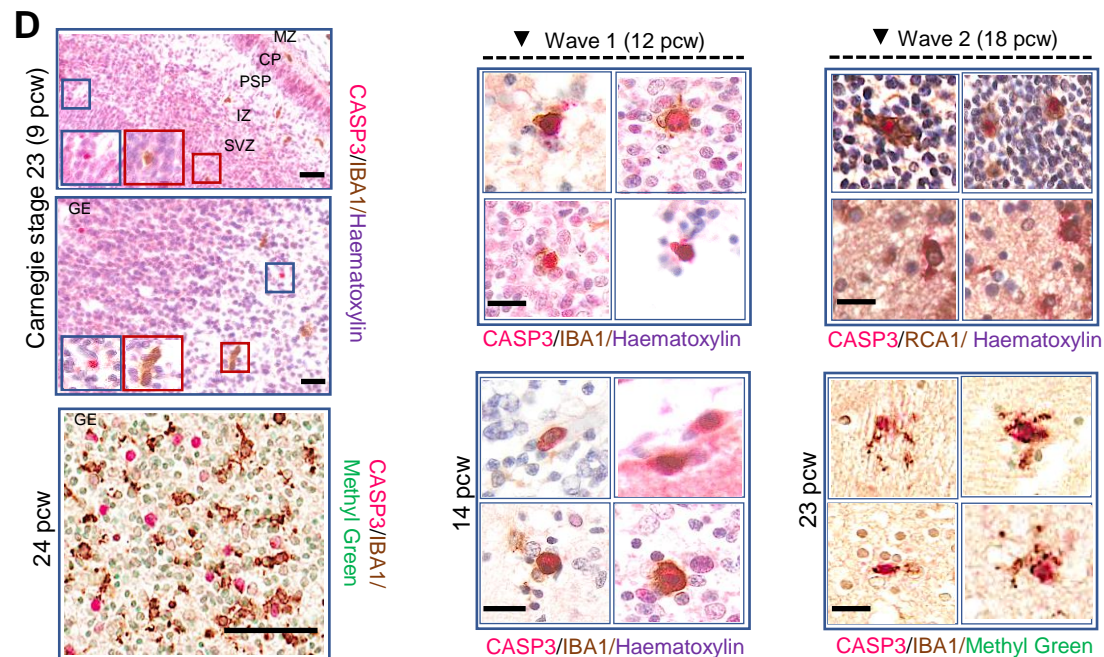 D
Carnegie stage 23 (9 pcw)
MZ
CP
PSP
IZ
SVZ
GE
CASP3/IBA1/Haematoxylin
24 pcw
GE
CASP3/IBA1/
Methyl Green
▼ Wave 1 (12 pcw)
CASP3/IBA1/Haematoxylin
14 pcw
CASP3/IBA1/Haematoxylin
▼ Wave 2 (18 pcw)
CASP3/RCA1/ Haematoxylin
23 pcw
CASP3/IBA1/Methyl Green